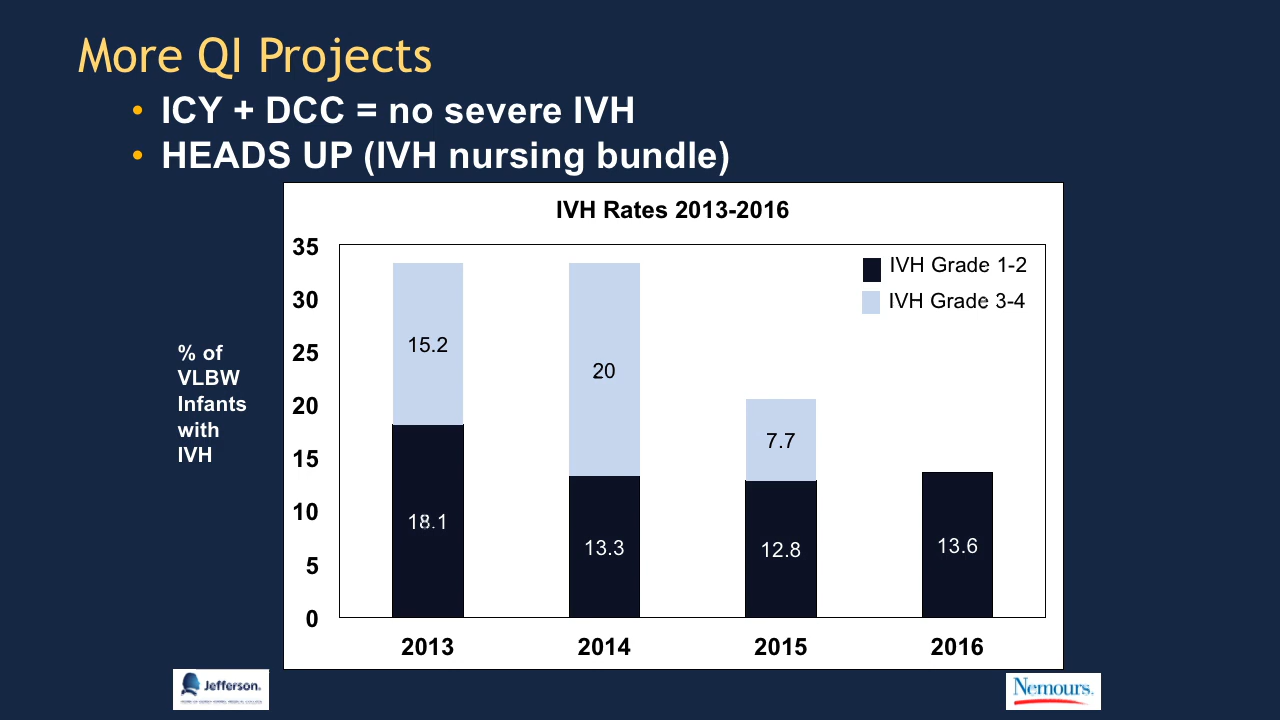 More QI Projects
• ICY + DCC = no severe IVH
• HEADS UP (IVH nursing bundle)
IVH Rates 2013-2016
35
30
25
20
15
10
5
0
% of
VLBW
Infants
with
IVH
IVH Grade 1-2
IVH Grade 3-4
15.2
20
7.7
18.1
13.3
12.8
13.6
2013
2014
2015
2016
Jefferson.
Nemours.